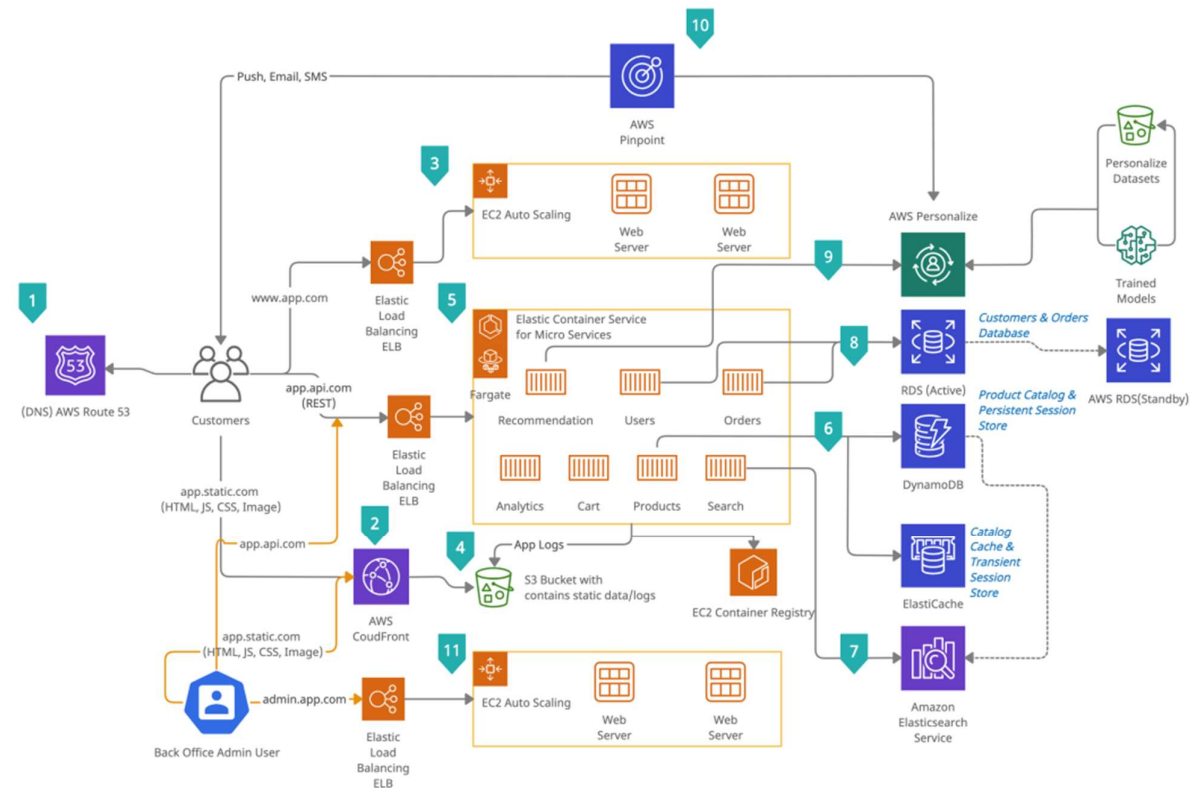 10
Push, Email, SMS
AWS
Pinpoint
3
EC2 Auto Scaling
Web
Server
Web
Server
Personalize
Datasets
Trained
Models
AWS Personalize
9
1
www.app.com
Elastic
Load
Balancing
ELB
5
Elastic Container Service
for Micro Services
Fargate
Recommendation
Users
Orders
Analytics
Cart
Products
Search
8
Customers & Orders
Database
RDS (Active)
AWS RDS(Standby)
53
(DNS) AWS Route 53
Customers
app.api.com
(REST)
Elastic
Load
Balancing
ELB
6
Product Catalog &
Persistent Session
Store
DynamoDB
app.static.com
(HTML, JS, CSS, Image)
app.api.com
2
AWS
CoudFront
4
App Logs
S3 Bucket with
contains static data/logs
EC2 Container Registry
Catalog
Cache &
Transient
Session
Store
ElastiCache
7
Amazon
Elasticsearch
Service
app.static.com
(HTML, JS, CSS, Image)
11
admin.app.com
Back Office Admin User
Elastic
Load
Balancing
ELB
EC2 Auto Scaling
Web
Server
Web
Server